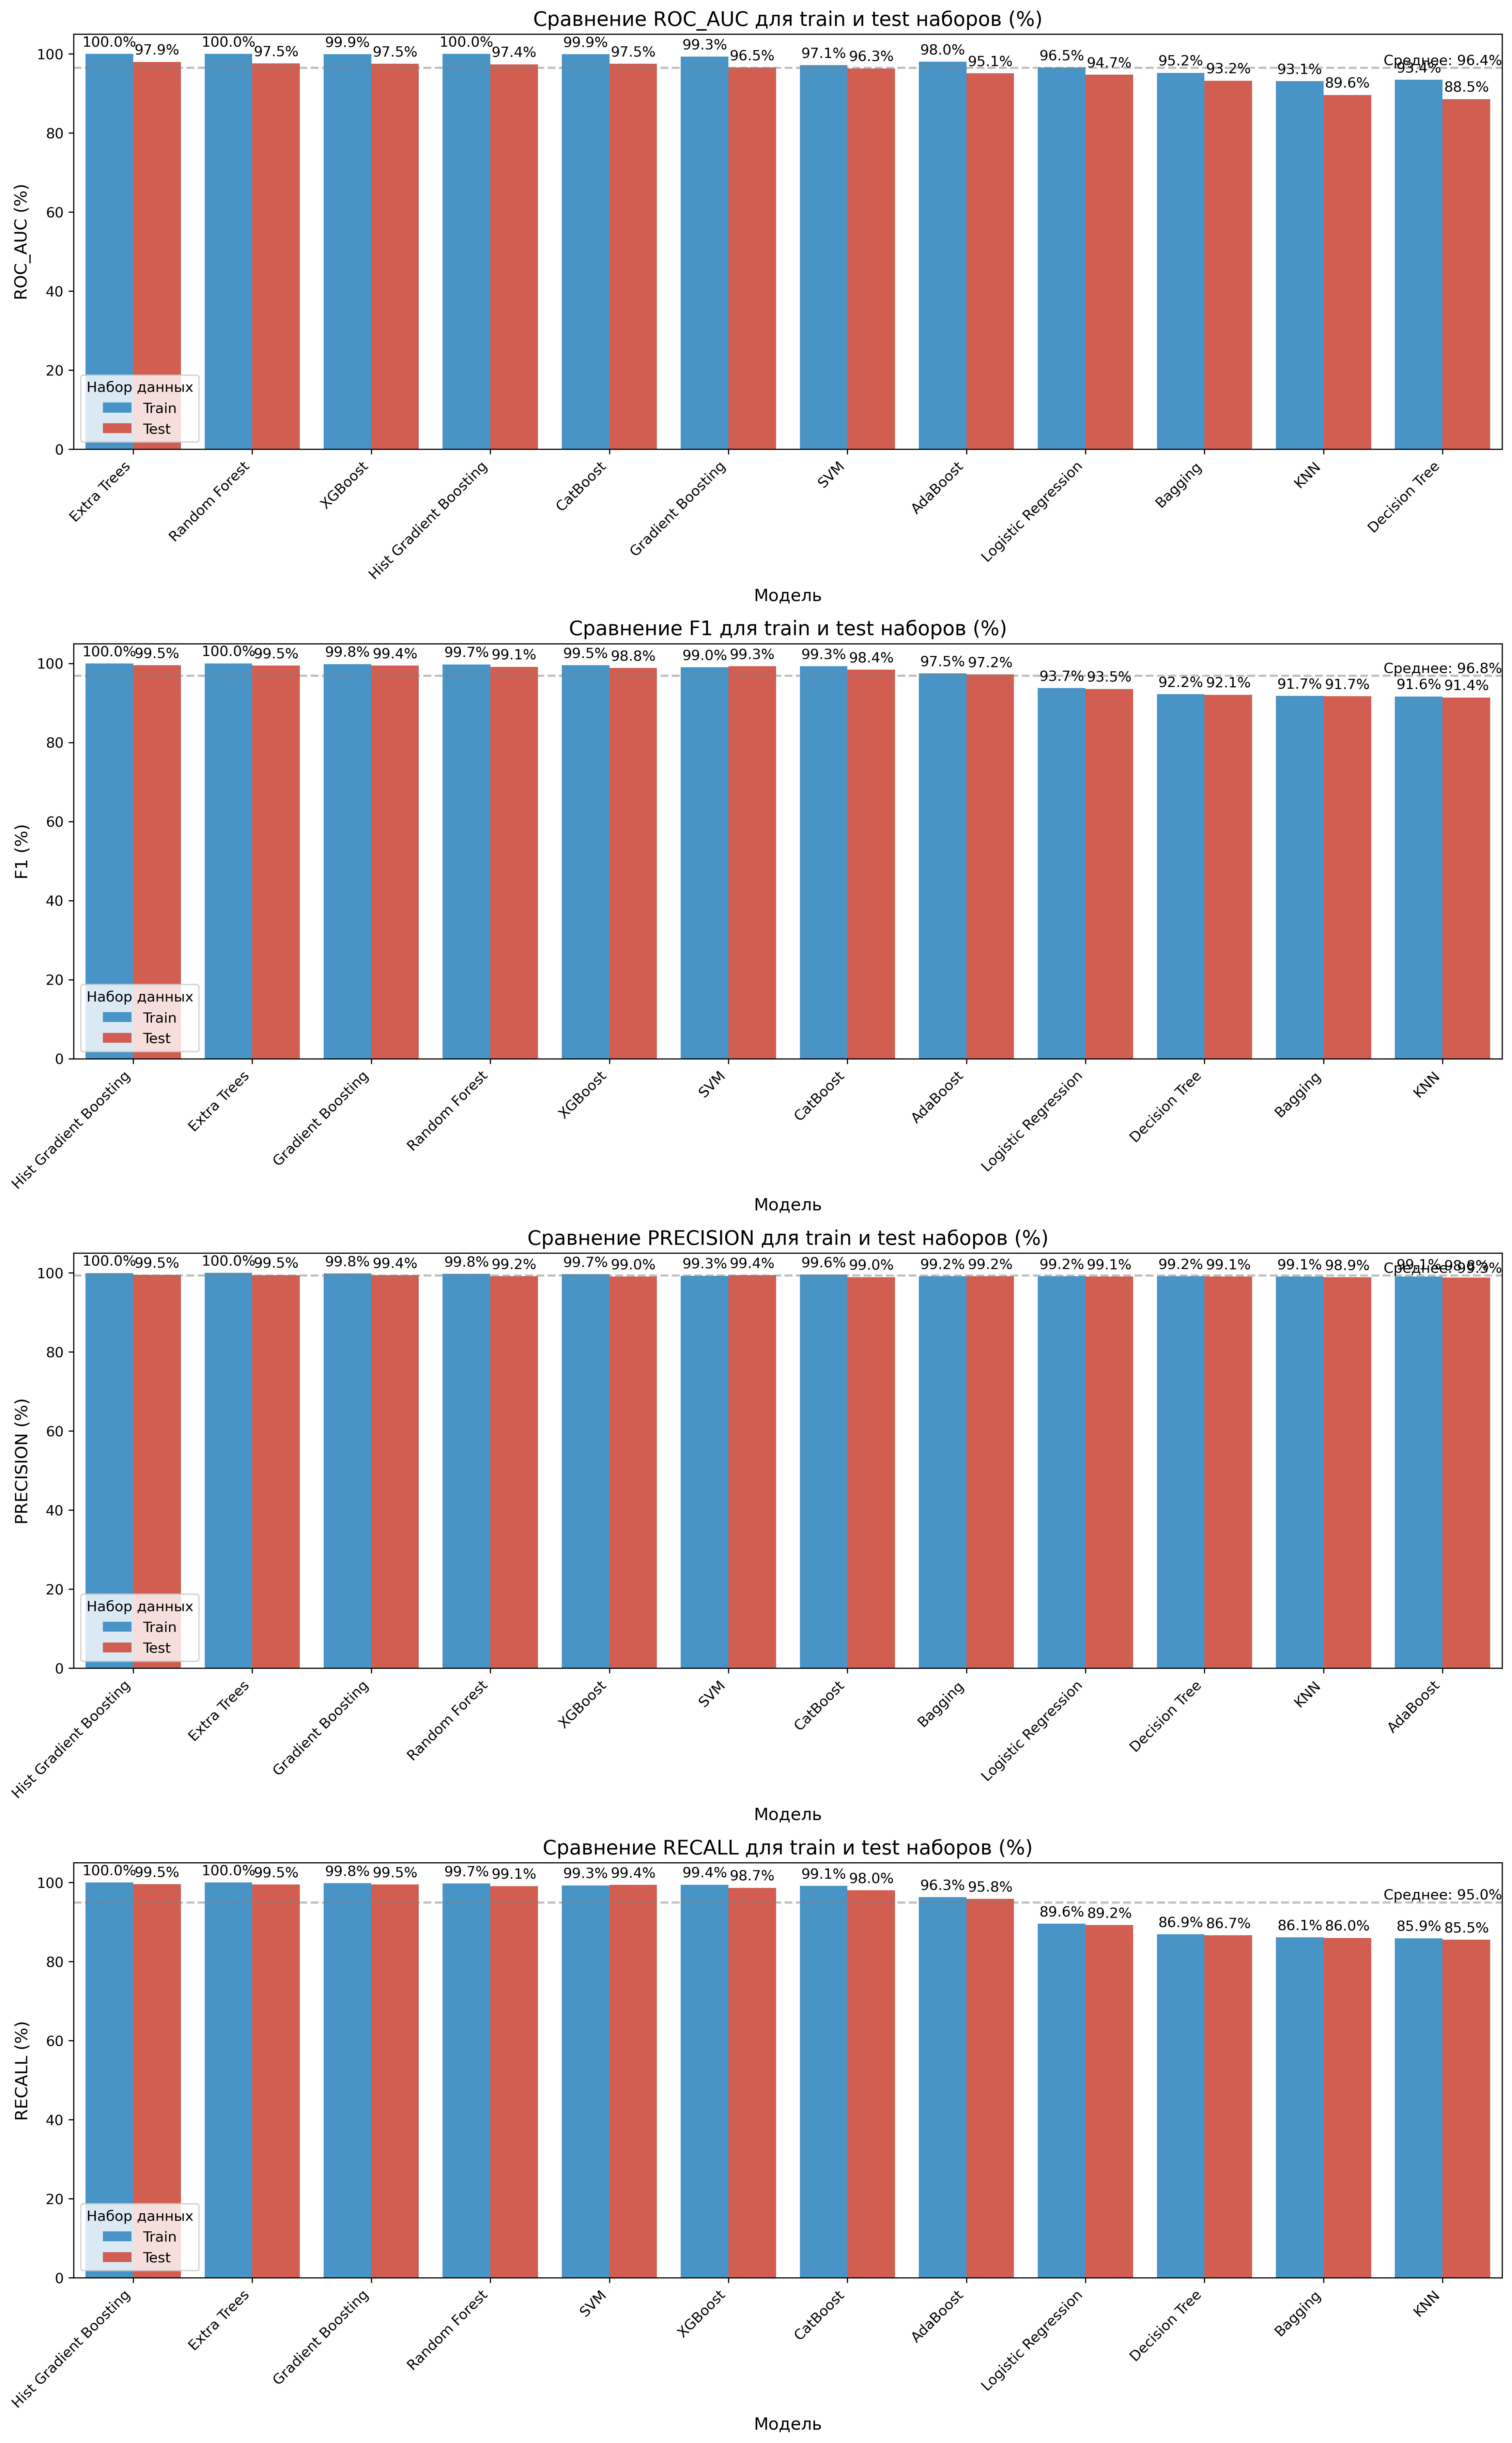 Сравнение ROC_AUC для train и test наборов (%)
100.0% 97.9% 100.0% 97.5% 99.9% 97.5% 100.0% 97.4% 99.9% 97.5% 99.3% 96.5% 97.1% 96.3% 98.0% 95.1% 96.5% 94.7% 95.2% 93.2% 93.1% 89.6% 93.4% 88.5%
Среднее: 96.4%
100
80
60
40
20
0
ROC_AUC (%)
Набор данных
Train
Test
Extra Trees
Random Forest
XGBoost
Hist Gradient Boosting
CatBoost
Gradient Boosting
SVM
AdaBoost
Logistic Regression
Bagging
KNN
Decision Tree
Модель
Сравнение F1 для train и test наборов (%)
100.0% 99.5% 100.0% 99.5% 99.8% 99.4% 99.7% 99.1% 99.5% 98.8% 99.0% 99.3% 99.3% 98.4% 97.5% 97.2% 93.7% 93.5% 92.2% 92.1% 91.7% 91.7% 91.6% 91.4%
Среднее: 96.8%
100
80
60
40
20
0
F1 (%)
Набор данных
Train
Test
Hist Gradient Boosting
Extra Trees
Gradient Boosting
Random Forest
XGBoost
SVM
CatBoost
AdaBoost
Logistic Regression
Decision Tree
Bagging
KNN
Модель
Сравнение PRECISION для train и test наборов (%)
100.0% 99.5% 100.0% 99.5% 99.8% 99.4% 99.8% 99.2% 99.7% 99.0% 99.3% 99.4% 99.6% 99.0% 99.2% 99.2% 99.2% 99.1% 99.2% 99.1% 99.1% 98.9% 99.1%
Среднее: 99.3%
100
80
60
40
20
0
PRECISION (%)
Набор данных
Train
Test
Hist Gradient Boosting
Extra Trees
Gradient Boosting
Random Forest
XGBoost
SVM
CatBoost
Bagging
Logistic Regression
Decision Tree
KNN
AdaBoost
Модель
Сравнение RECALL для train и test наборов (%)
100.0% 99.5% 100.0% 99.5% 99.8% 99.5% 99.7% 99.1% 99.3% 99.4% 99.4% 98.7% 99.1% 98.0% 96.3% 95.8% 89.6% 89.2% 86.9% 86.7% 86.1% 86.0% 85.9% 85.5%
Среднее: 95.0%
100
80
60
40
20
0
RECALL (%)
Набор данных
Train
Test
Hist Gradient Boosting
Extra Trees
Gradient Boosting
Random Forest
SVM
XGBoost
CatBoost
AdaBoost
Logistic Regression
Decision Tree
Bagging
KNN
Модель